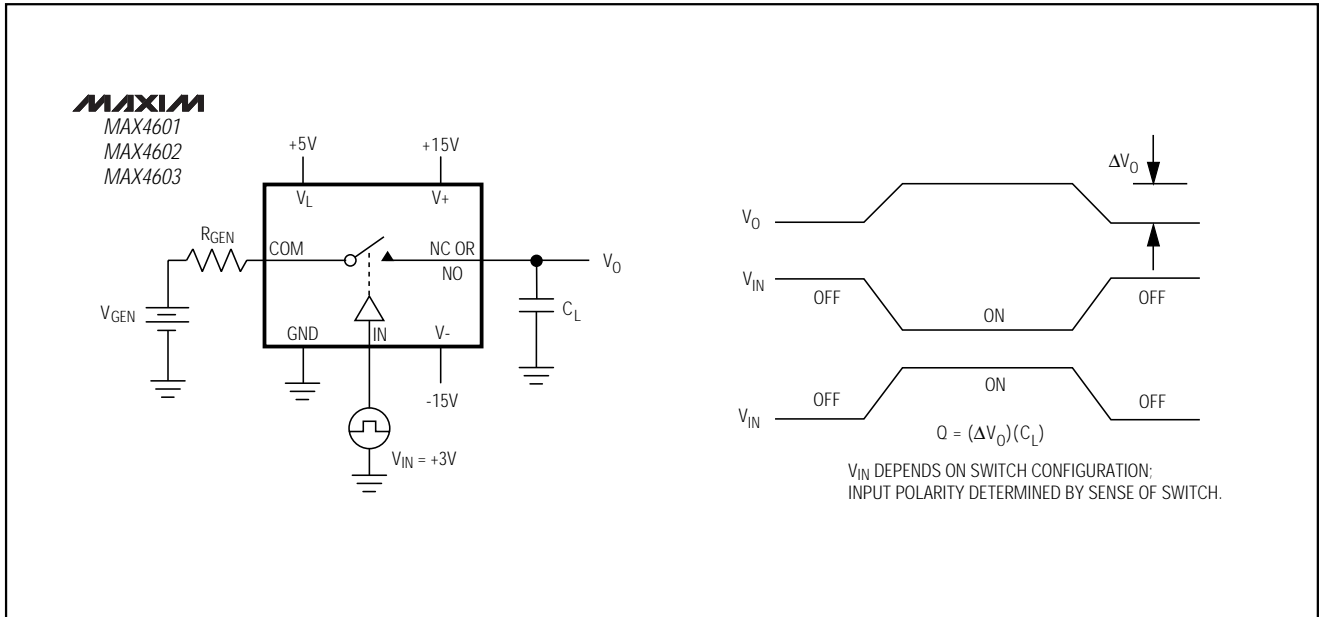 MAXIM
MAX4601
MAX4602
MAX4603
+5V
+15V
VL
V+
RGEN
COM
NC OR
NO
VO
VGEN
CL
GND
IN
V-
-15V
VIN = +3V
ΔVO
VO
VIN
OFF
ON
OFF
VIN
OFF
ON
OFF
Q = (ΔVO)(CL)
VIN DEPENDS ON SWITCH CONFIGURATION;
INPUT POLARITY DETERMINED BY SENSE OF SWITCH.